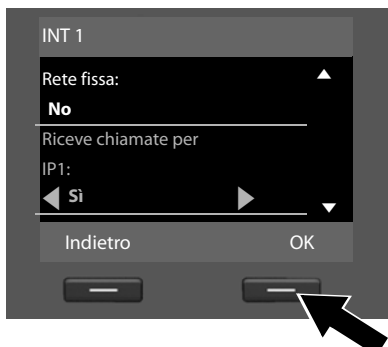 INT 1
Rete fissa:
No
Riceve chiamate per
IP1:
Sì
Indietro OK